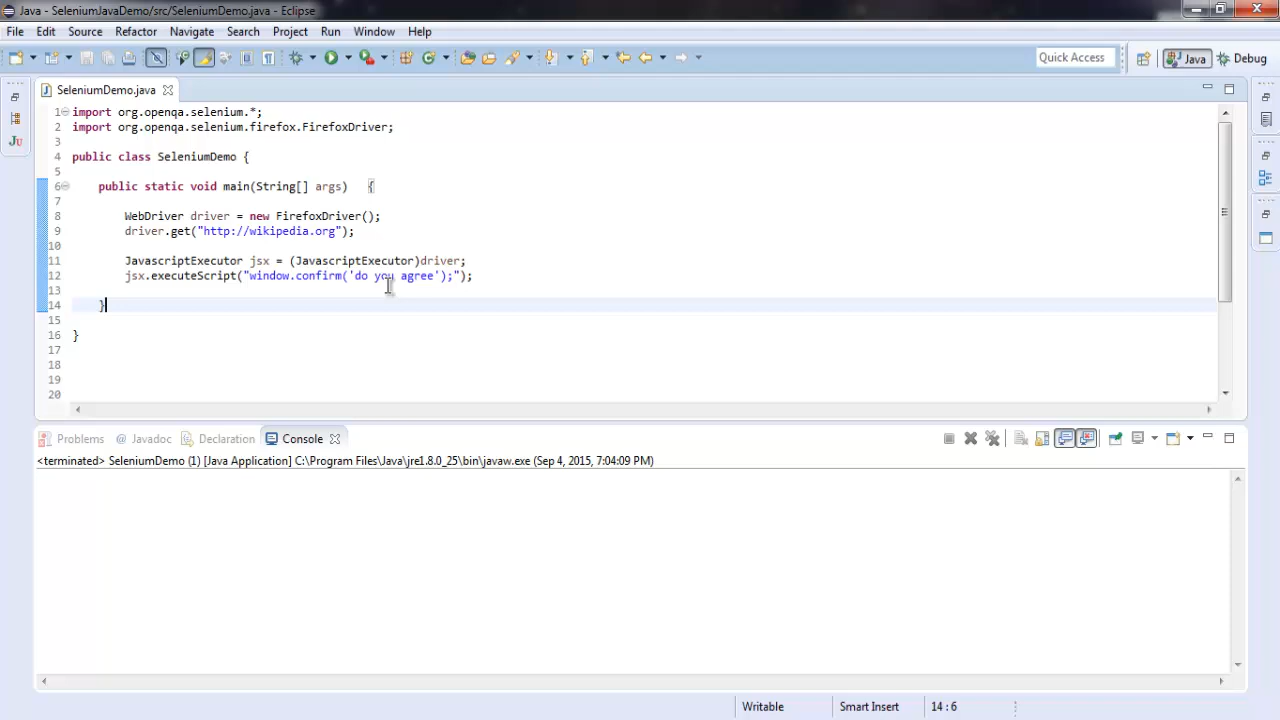 Java - SeleniumJavaDemo/src/SeleniumDemo.java - Eclipse
File Edit Source Refactor Navigate Search Project Run Window Help
Quick Access Java Debug
SeleniumDemo.java
1 import org.openqa.selenium.*;
2 import org.openqa.selenium.firefox.FirefoxDriver;
3
4 public class SeleniumDemo {
5
6 public static void main(String[] args) {
7
8 WebDriver driver = new FirefoxDriver();
9 driver.get("http://wikipedia.org");
10
11 JavascriptExecutor jsx = (JavascriptExecutor)driver;
12 jsx.executeScript("window.confirm('do you agree');");
13
14 }
15
16 }
17
18
19
20
Ju
Problems @ Javadoc Declaration Console
<terminated> SeleniumDemo (1) [Java Application] C:\Program Files\Java\jre1.8.0_25\bin\javaw.exe (Sep 4, 2015, 7:04:09 PM)
Writable Smart Insert 14 : 6